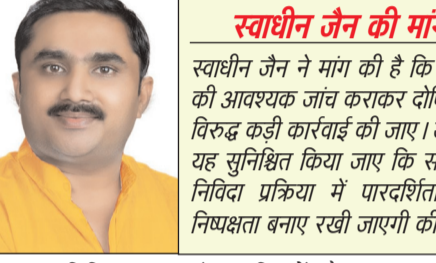 स्वाधीन जैन की मांग
स्वाधीन जैन ने मांग की है कि
की आवश्यक जांच कराकर दोषि
विरुद्ध कड़ी कार्रवाई की जाए।
यह सुनिश्चित किया जाए कि स
निविदा प्रक्रिया में पारदर्शिता
निष्पक्षता बनाए रखी जाएगी की